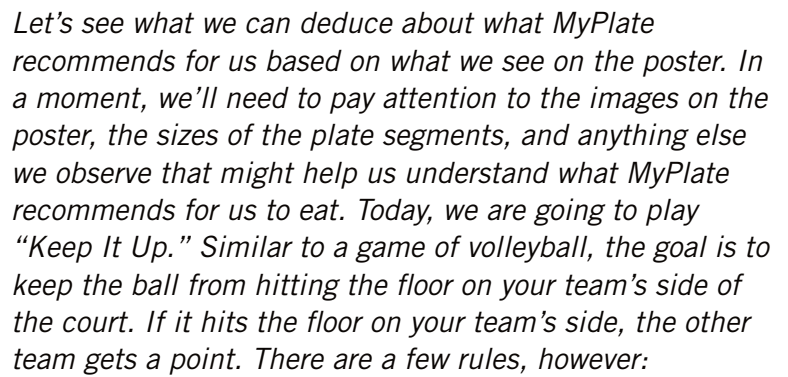 Let’s see what we can deduce about what MyPlate
recommends for us based on what we see on the poster. In
a moment, we’ll need to pay attention to the images on the
poster, the sizes of the plate segments, and anything else
we observe that might help us understand what MyPlate
recommends for us to eat. Today, we are going to play
“Keep It Up.” Similar to a game of volleyball, the goal is to
keep the ball from hitting the floor on your team’s side of
the court. If it hits the floor on your team’s side, the other
team gets a point. There are a few rules, however: